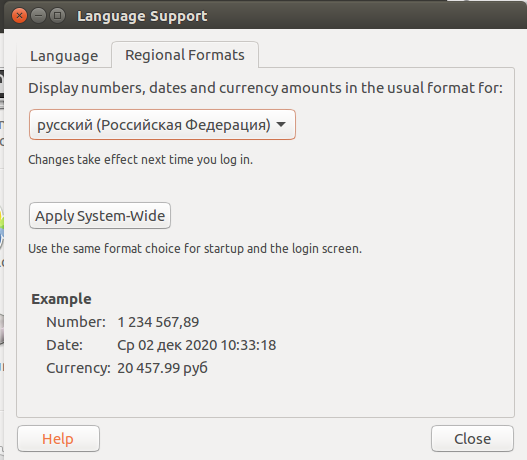 Language Support
Language Regional Formats
Display numbers, dates and currency amounts in the usual format for:
русский (Российская Федерация)
Changes take effect next time you log in.
Apply System-Wide
Use the same format choice for startup and the login screen.
Example
Number: 1 234 567,89
Date: Ср 02 дек 2020 10:33:18
Currency: 20 457.99 руб
Help Close